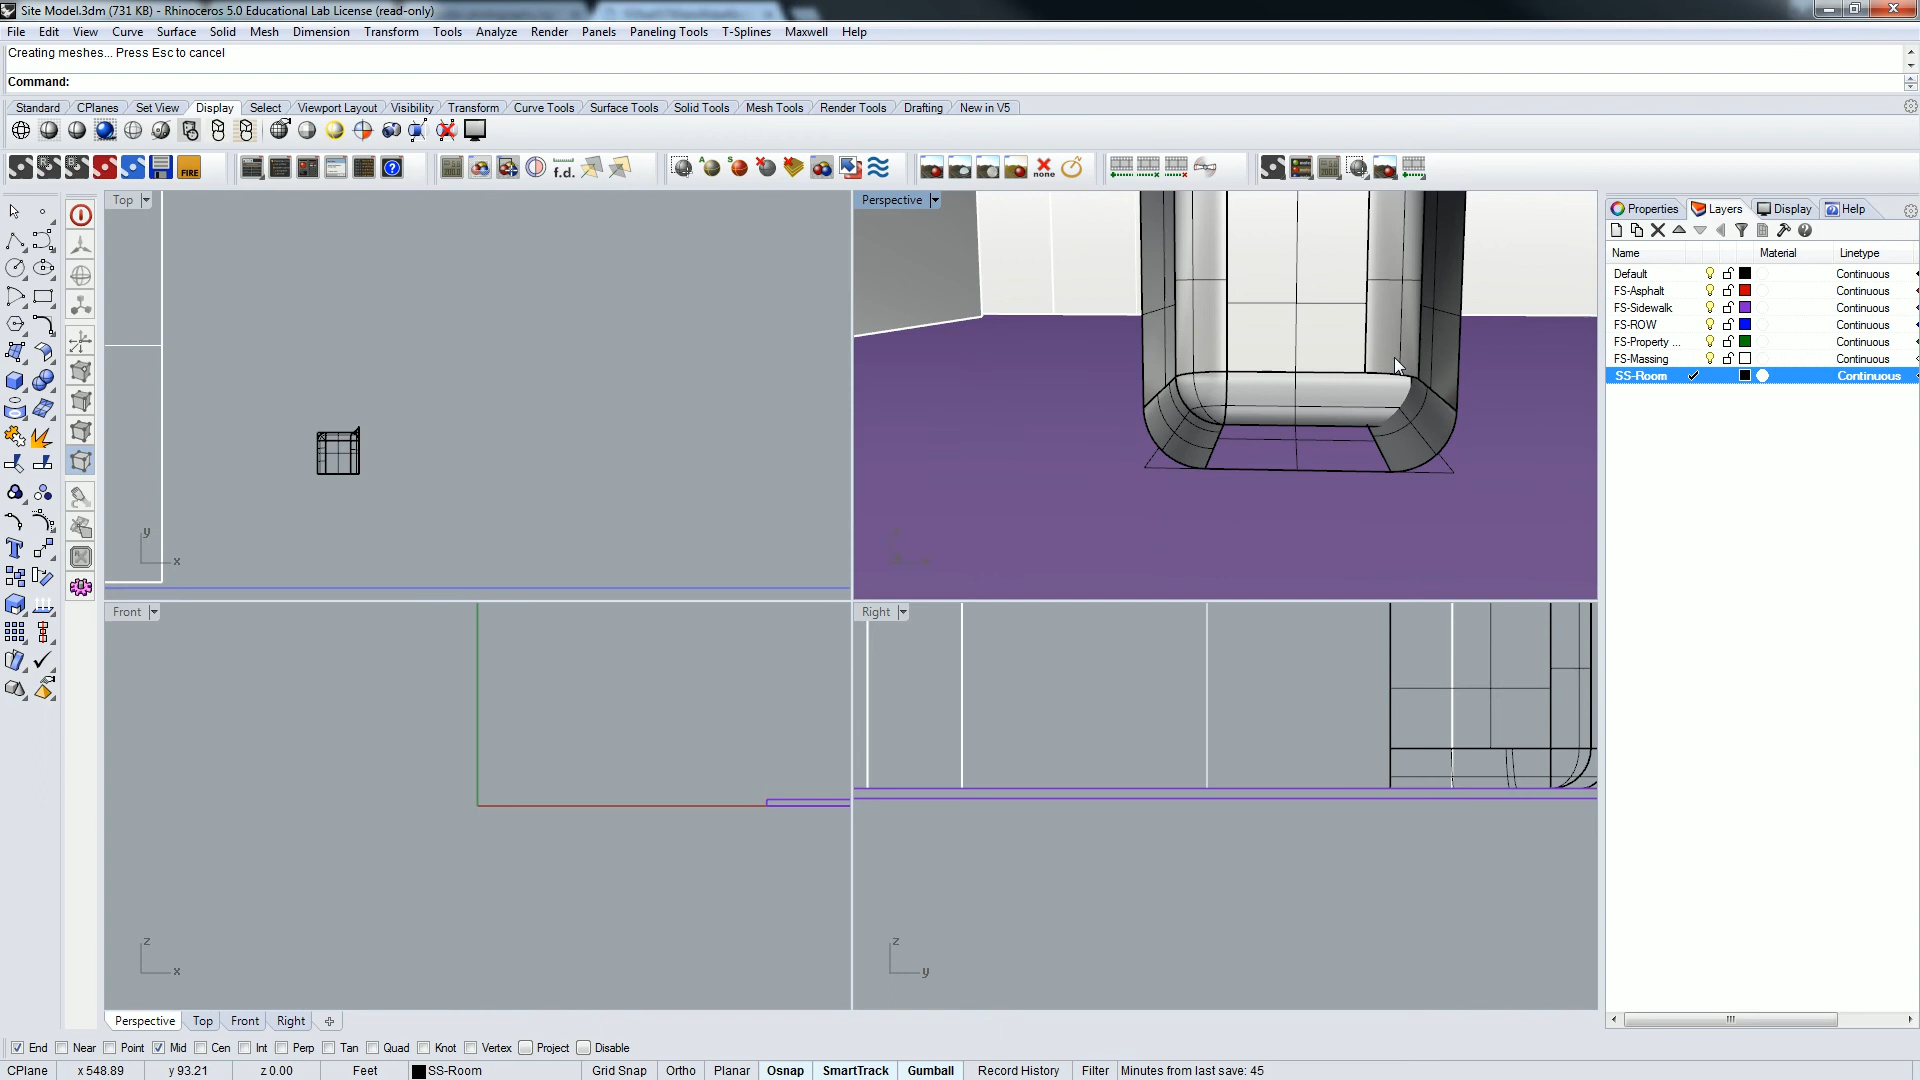 Site Model.3dm (731 KB) - Rhinoceros 5.0 Educational Lab License (read-only)
File Edit View Curve Surface Solid Mesh Dimension Transform Tools Analyze Render Panels Paneling Tools T-Splines Maxwell Help
Creating meshes... Press Esc to cancel
Command:
Standard CPlanes Set View Display Select Viewport Layout Visibility Transform Curve Tools Surface Tools Solid Tools Mesh Tools Render Tools Drafting New in V5
FIRE f.d. none
Top Perspective
Properties Layers Display Help
Name Material Linetype
Default Continuous
FS-Asphalt Continuous
FS-Sidewalk Continuous
FS-ROW Continuous
FS-Property ... Continuous
FS-Massing Continuous
SS-Room Continuous
y
x
Front Right
z z
x y
Perspective Top Front Right
End Near Point Mid Cen Int Perp Tan Quad Knot Vertex Project Disable
CPlane x 548.89 y 93.21 z 0.00 Feet SS-Room Grid Snap Ortho Planar Osnap SmartTrack Gumball Record History Filter Minutes from last save: 45